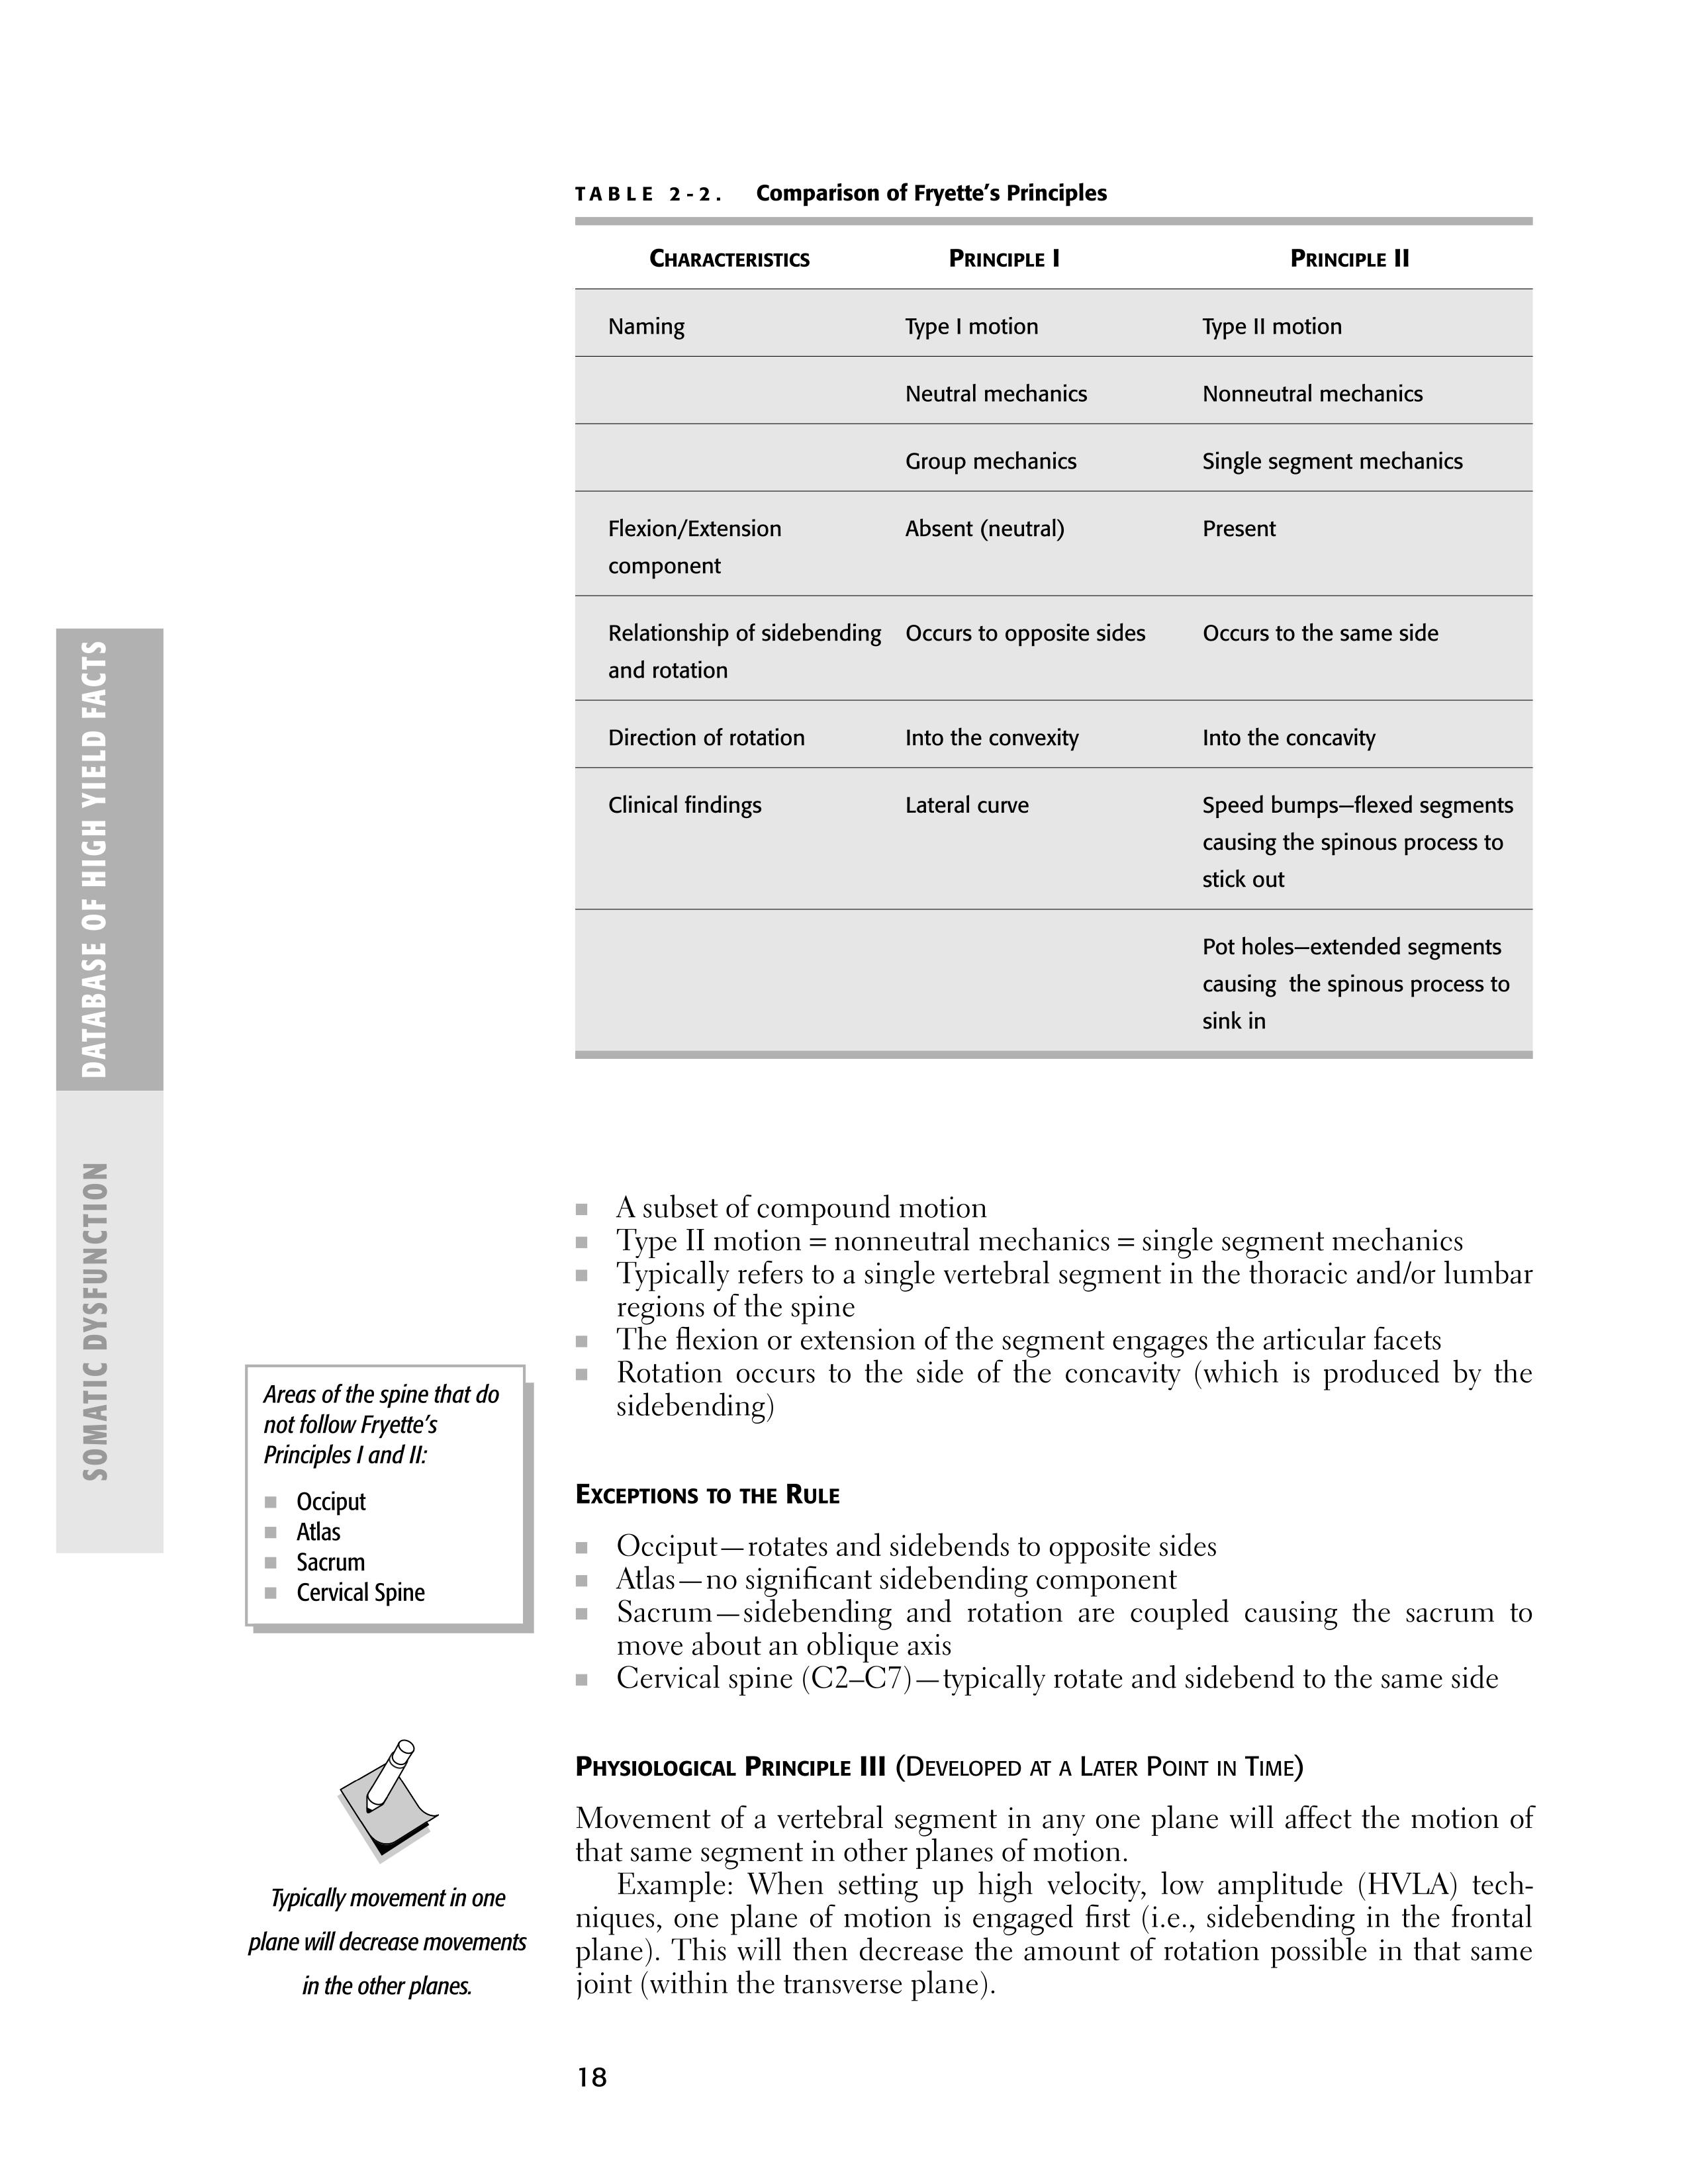 TABLE 2-2. Comparison of Fryette's Principles
CHARACTERISTICS PRINCIPLE I PRINCIPLE II
Naming Type I motion Type II motion
Neutral mechanics Nonneutral mechanics
Group mechanics Single segment mechanics
Flexion/Extension Absent (neutral) Present
component
Relationship of sidebending Occurs to opposite sides Occurs to the same side
and rotation
Direction of rotation Into the convexity Into the concavity
Clinical findings Lateral curve Speed bumps—flexed segments
causing the spinous process to
stick out
Pot holes—extended segments
causing the spinous process to
sink in
DATABASE OF HIGH YIELD FACTS
SOMATIC DYSFUNCTION
■ A subset of compound motion
■ Type II motion = nonneutral mechanics = single segment mechanics
■ Typically refers to a single vertebral segment in the thoracic and/or lumbar
regions of the spine
■ The flexion or extension of the segment engages the articular facets
■ Rotation occurs to the side of the concavity (which is produced by the
sidebending)
Areas of the spine that do
not follow Fryette's
Principles I and II:
■ Occiput
■ Atlas
■ Sacrum
■ Cervical Spine
EXCEPTIONS TO THE RULE
■ Occiput—rotates and sidebends to opposite sides
■ Atlas—no significant sidebending component
■ Sacrum—sidebending and rotation are coupled causing the sacrum to
move about an oblique axis
■ Cervical spine (C2–C7)—typically rotate and sidebend to the same side
PHYSIOLOGICAL PRINCIPLE III (DEVELOPED AT A LATER POINT IN TIME)
Movement of a vertebral segment in any one plane will affect the motion of
that same segment in other planes of motion.
Example: When setting up high velocity, low amplitude (HVLA) tech-
niques, one plane of motion is engaged first (i.e., sidebending in the frontal
plane). This will then decrease the amount of rotation possible in that same
joint (within the transverse plane).
Typically movement in one
plane will decrease movements
in the other planes.
18